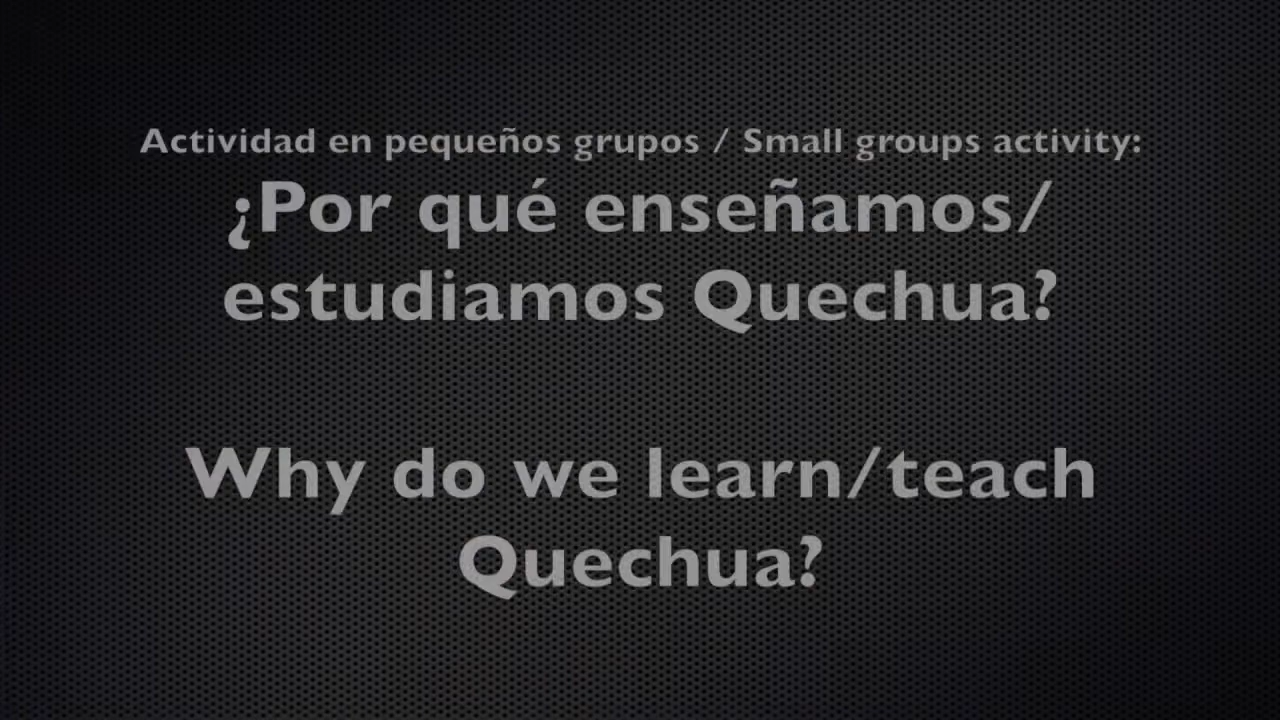 Actividad en pequeños grupos / Small groups activity:
¿Por qué enseñamos/
estudiamos Quechua?
Why do we learn/teach
Quechua?